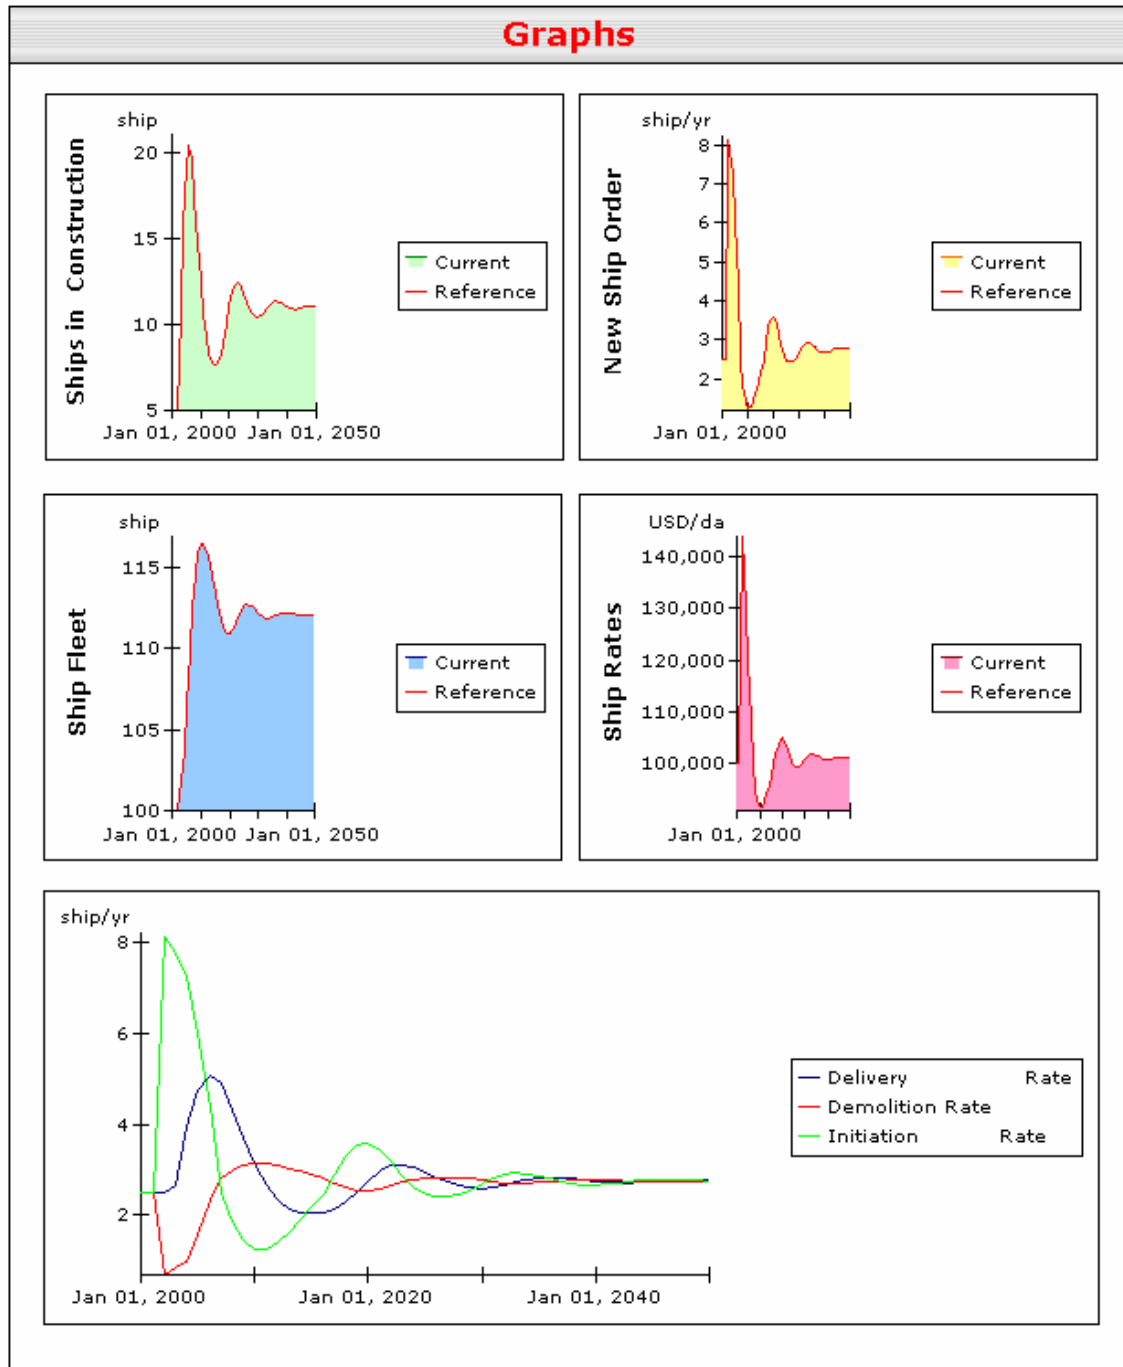 Graphs
Ships in Construction
ship
20
15
10
5
Jan 01, 2000 Jan 01, 2050
Current
Reference
New Ship Order
ship/yr
8
7
6
5
4
3
2
Jan 01, 2000
Current
Reference
Ship Fleet
ship
115
110
105
100
Jan 01, 2000 Jan 01, 2050
Current
Reference
Ship Rates
USD/da
140,000
130,000
120,000
110,000
100,000
Jan 01, 2000
Current
Reference
ship/yr
8
6
4
2
Jan 01, 2000 Jan 01, 2020 Jan 01, 2040
Delivery Rate
Demolition Rate
Initiation Rate